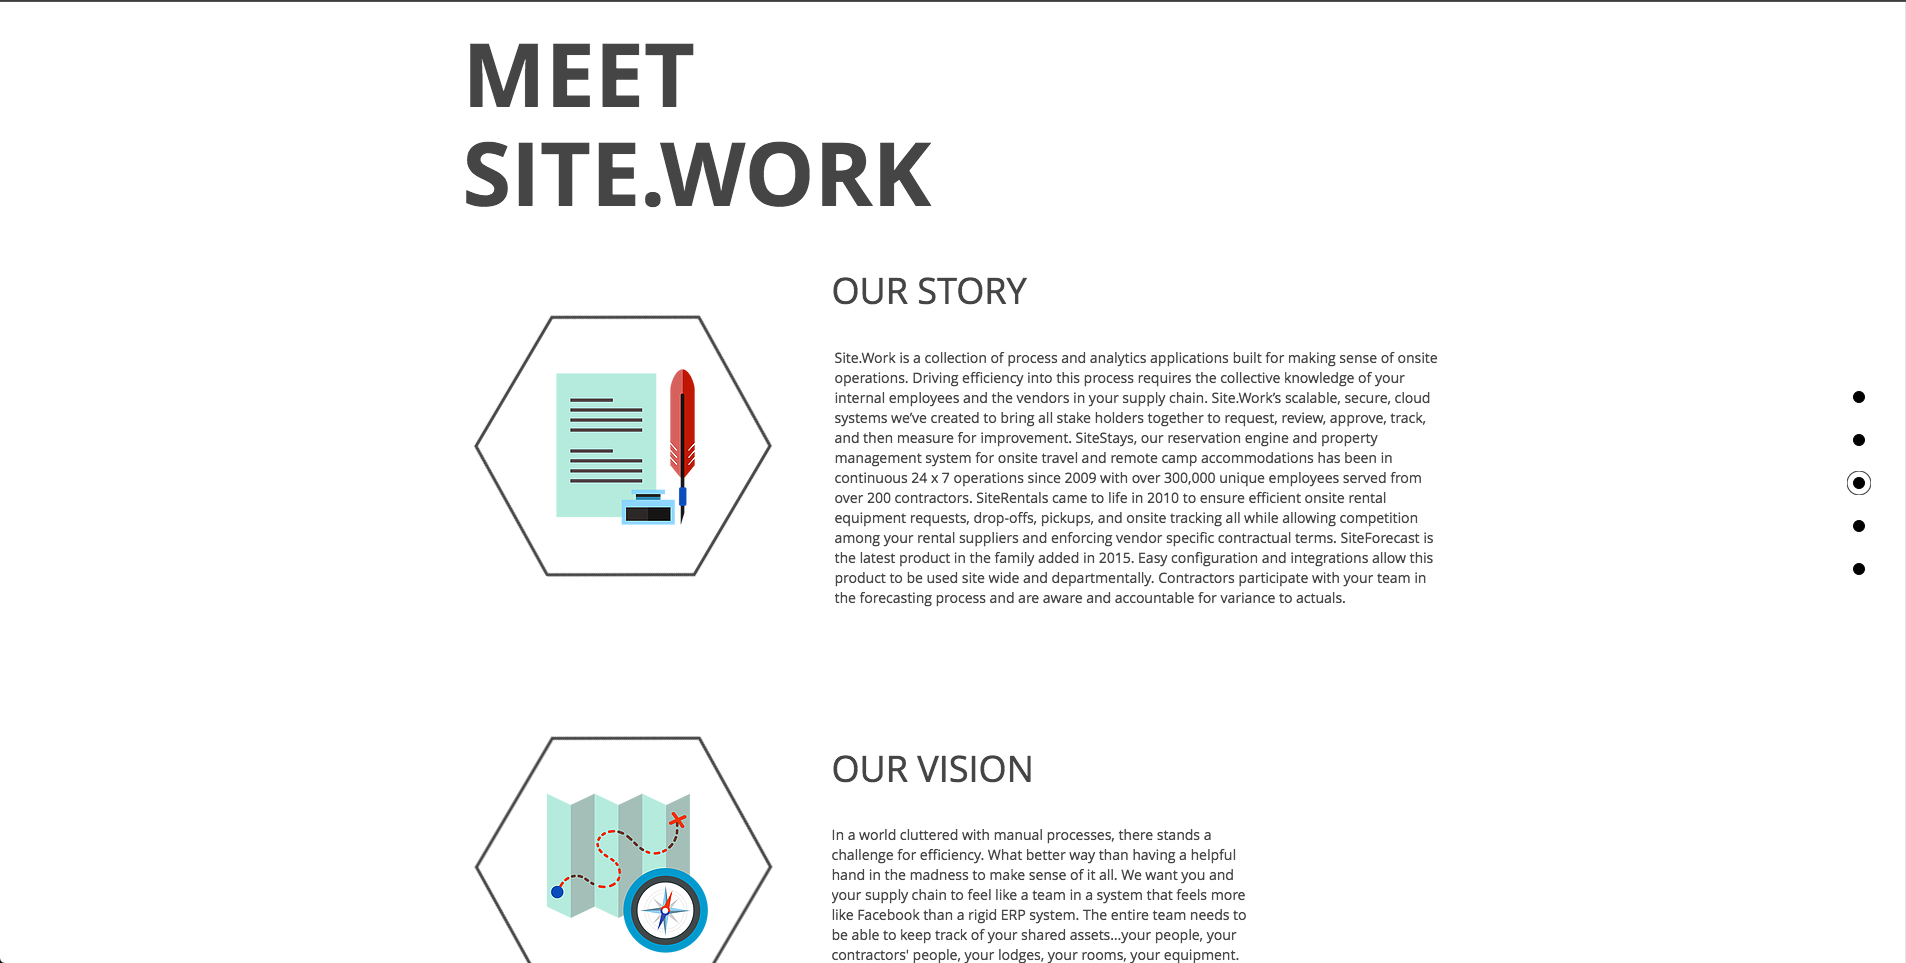 MEET
SITE.WORK
OUR STORY
Site.Work is a collection of process and analytics applications built for making sense of onsite
operations. Driving efficiency into this process requires the collective knowledge of your
internal employees and the vendors in your supply chain. Site.Work’s scalable, secure, cloud
systems we’ve created to bring all stake holders together to request, review, approve, track,
and then measure for improvement. SiteStays, our reservation engine and property
management system for onsite travel and remote camp accommodations has been in
continuous 24 x 7 operations since 2009 with over 300,000 unique employees served from
over 200 contractors. SiteRentals came to life in 2010 to ensure efficient onsite rental
equipment requests, drop-offs, pickups, and onsite tracking all while allowing competition
among your rental suppliers and enforcing vendor specific contractual terms. SiteForecast is
the latest product in the family added in 2015. Easy configuration and integrations allow this
product to be used site wide and departmentally. Contractors participate with your team in
the forecasting process and are aware and accountable for variance to actuals.
OUR VISION
In a world cluttered with manual processes, there stands a
challenge for efficiency. What better way than having a helpful
hand in the madness to make sense of it all. We want you and
your supply chain to feel like a team in a system that feels more
like Facebook than a rigid ERP system. The entire team needs to
be able to keep track of your shared assets...your people, your
contractors' people, your lodges, your rooms, your equipment.